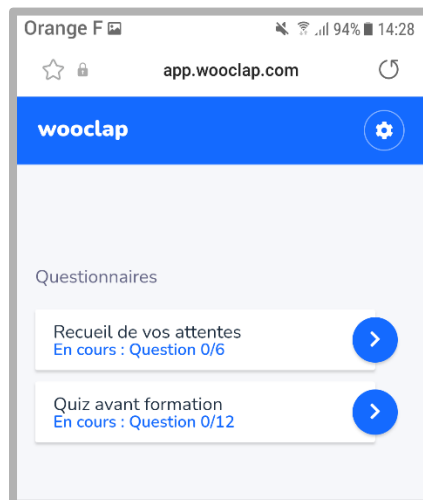 Orange F 94% 14:28
app.wooclap.com
wooclap
Questionnaires
Recueil de vos attentes
En cours : Question 0/6
Quiz avant formation
En cours : Question 0/12